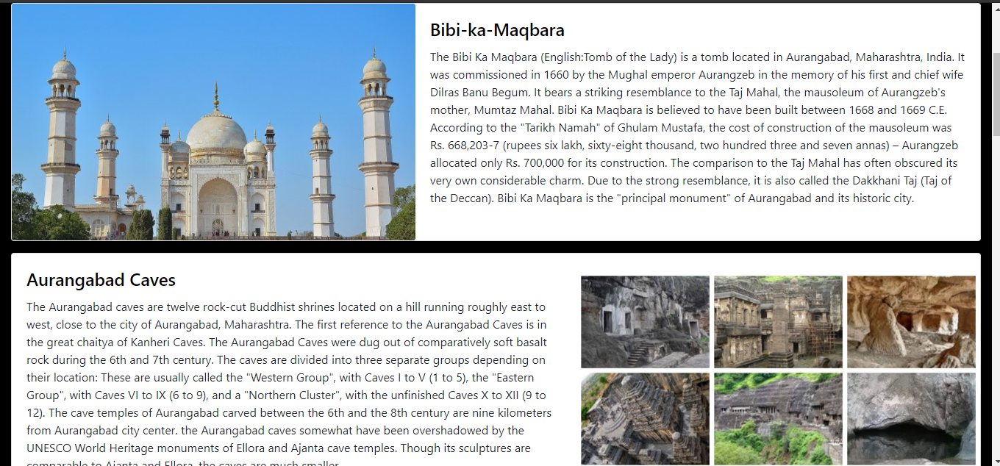 Bibi-ka-Maqbara
The Bibi Ka Maqbara (English:Tomb of the Lady) is a tomb located in Aurangabad, Maharashtra, India. It
was commissioned in 1660 by the Mughal emperor Aurangzeb in the memory of his first and chief wife
Dilras Banu Begum. It bears a striking resemblance to the Taj Mahal, the mausoleum of Aurangzeb's
mother, Mumtaz Mahal. Bibi Ka Maqbara is believed to have been built between 1668 and 1669 C.E.
According to the "Tarikh Namah" of Ghulam Mustafa, the cost of construction of the mausoleum was
Rs. 668,203-7 (rupees six lakh, sixty-eight thousand, two hundred three and seven annas) – Aurangzeb
allocated only Rs. 700,000 for its construction. The comparison to the Taj Mahal has often obscured its
very own considerable charm. Due to the strong resemblance, it is also called the Dakkhani Taj (Taj of
the Deccan). Bibi Ka Maqbara is the "principal monument" of Aurangabad and its historic city.
Aurangabad Caves
The Aurangabad caves are twelve rock-cut Buddhist shrines located on a hill running roughly east to
west, close to the city of Aurangabad, Maharashtra. The first reference to the Aurangabad Caves is in
the great chaitya of Kanheri Caves. The Aurangabad Caves were dug out of comparatively soft basalt
rock during the 6th and 7th century. The caves are divided into three separate groups depending on
their location: These are usually called the "Western Group", with Caves I to V (1 to 5), the "Eastern
Group", with Caves VI to IX (6 to 9), and a "Northern Cluster", with the unfinished Caves X to XII (9 to
12). The cave temples of Aurangabad carved between the 6th and the 8th century are nine kilometers
from Aurangabad city center. the Aurangabad caves somewhat have been overshadowed by the
UNESCO World Heritage monuments of Ellora and Ajanta cave temples. Though its sculptures are
comparable to Ajanta and Ellora, the caves are much smaller